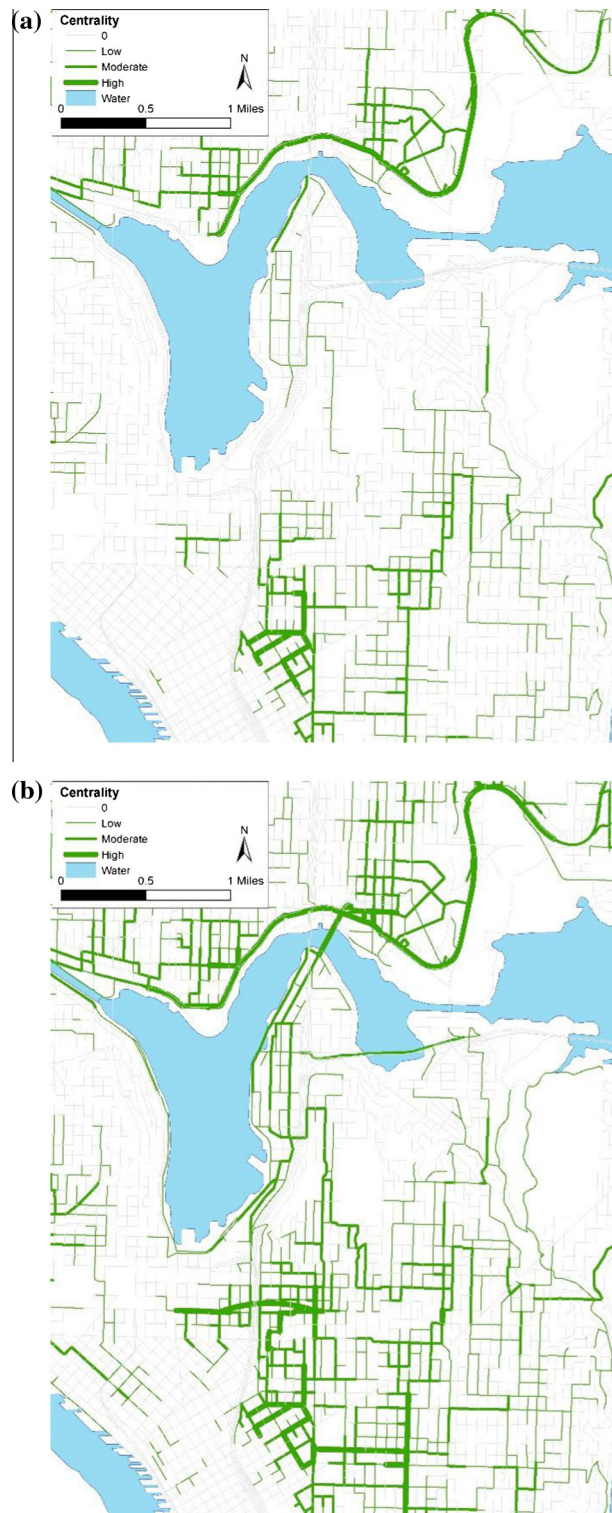 (a)
Centrality
0
Low
Moderate
High
Water
N
0 0.5 1 Miles
(b)
Centrality
0
Low
Moderate
High
Water
N
0 0.5 1 Miles